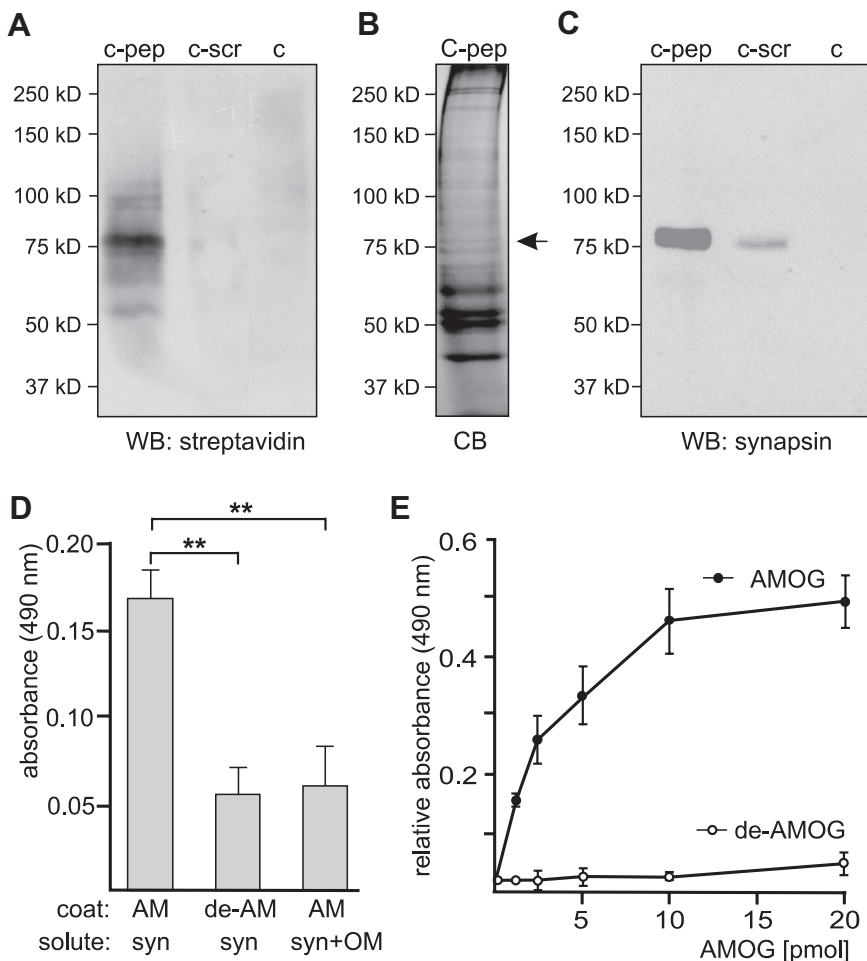 A
c-pep c-scr c
250 kD
150 kD
100 kD
75 kD
50 kD
37 kD
WB: streptavidin
B
C-pep
250 kD
150 kD
100 kD
75 kD
50 kD
37 kD
CB
C
c-pep c-scr c
250 kD
150 kD
100 kD
75 kD
50 kD
37 kD
WB: synapsin
D
**
**
absorbance (490 nm)
0.20
0.15
0.10
0.05
coat: AM de-AM AM
solute: syn syn syn+OM
E
relative absorbance (490 nm)
0.6
0.4
0.2
AMOG
de-AMOG
5 10 15 20
AMOG [pmol]